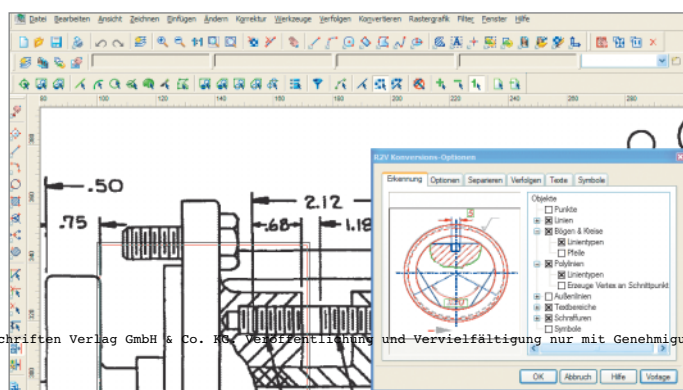 Datei Bearbeiten Ansicht Zeichnen Einfügen Ändern Korrektur Werkzeuge Verfolgen Konvertieren Rastergrafik Filter Fenster Hilfe
80 100 120 140 160 180 200 220 240 260 280
R2V Konversions-Optionen
Erkennung Optionen Separieren Verfolgen Texte Symbole
Objekte
Punkte
Linien
Bögen & Kreise
Linientypen
Pfeile
Polylinien
Linientypen
Erzeuge Vertex an Schnittpunkt
Außenlinien
Textbereiche
Schraffuren
Symbole
.50
2.12
.75
.68
1.18
chriften Verlag GmbH & Co. KG. Veröffentlichung und Vervielfältigung nur mit Genehmigu
OK Abbruch Hilfe Vorlage